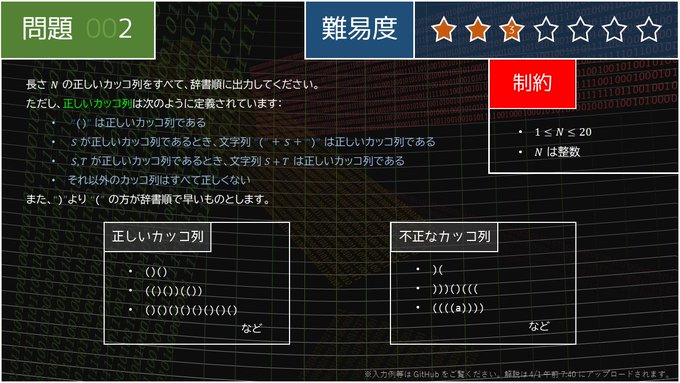 問題 002
難易度
5
長さ N の正しいカッコ列をすべて、辞書順に出力してください。
ただし、正しいカッコ列は次のように定義されています：
• "()" は正しいカッコ列である
• S が正しいカッコ列であるとき、文字列 "(" + S + ")" は正しいカッコ列である
• S,T が正しいカッコ列であるとき、文字列 S+T は正しいカッコ列である
• それ以外のカッコ列はすべて正しくない
また、")"より "(" の方が辞書順で早いものとします。
制約
• 1 ≤ N ≤ 20
• N は整数
正しいカッコ列
• ()()
• (()())(())
• ()()()()()()()()
など
不正なカッコ列
• )(
• )))()(((
• ((((a))))
など
※入力例等は GitHub をご覧ください。解説は 4/1 午前 7:40 にアップロードされます。